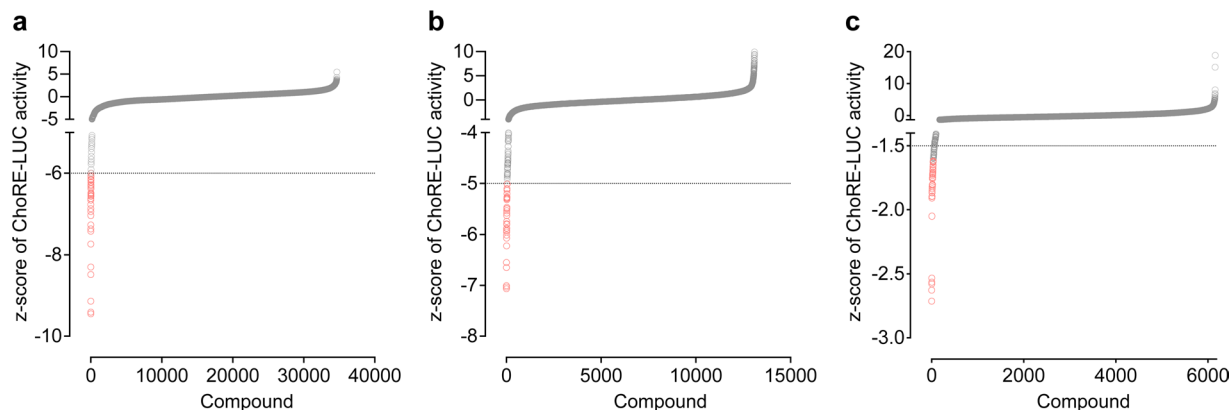 a
z-score of ChoRE-LUC activity
10
5
0
-5
-6
-8
-10
0 10000 20000 30000 40000
Compound
b
z-score of ChoRE-LUC activity
10
5
0
-4
-5
-6
-7
-8
0 5000 10000 15000
Compound
c
z-score of ChoRE-LUC activity
20
10
0
-1.5
-2.0
-2.5
-3.0
0 2000 4000 6000
Compound